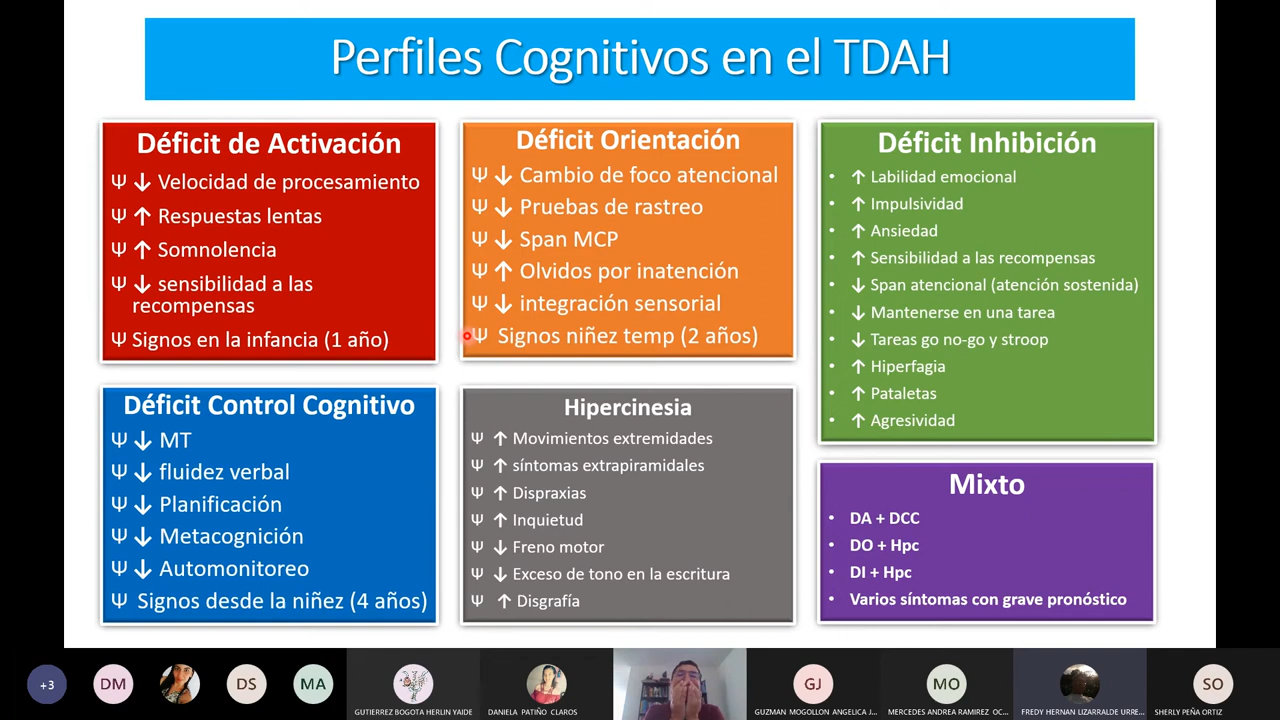 Perfiles Cognitivos en el TDAH
Déficit de Activación
Ψ ↓ Velocidad de procesamiento
Ψ ↑ Respuestas lentas
Ψ ↑ Somnolencia
Ψ ↓ sensibilidad a las
recompensas
Ψ Signos en la infancia (1 año)
Déficit Orientación
Ψ ↓ Cambio de foco atencional
Ψ ↓ Pruebas de rastreo
Ψ ↓ Span MCP
Ψ ↑ Olvidos por inatención
Ψ ↓ integración sensorial
Ψ Signos niñez temp (2 años)
Déficit Inhibición
• ↑ Labilidad emocional
• ↑ Impulsividad
• ↑ Ansiedad
• ↑ Sensibilidad a las recompensas
• ↓ Span atencional (atención sostenida)
• ↓ Mantenerse en una tarea
• ↓ Tareas go no-go y stroop
• ↑ Hiperfagia
• ↑ Pataletas
• ↑ Agresividad
Déficit Control Cognitivo
Ψ ↓ MT
Ψ ↓ fluidez verbal
Ψ ↓ Planificación
Ψ ↓ Metacognición
Ψ ↓ Automonitoreo
Ψ Signos desde la niñez (4 años)
Hipercinesia
Ψ ↑ Movimientos extremidades
Ψ ↑ síntomas extrapiramidales
Ψ ↑ Dispraxias
Ψ ↑ Inquietud
Ψ ↓ Freno motor
Ψ ↓ Exceso de tono en la escritura
Ψ ↑ Disgrafía
Mixto
• DA + DCC
• DO + Hpc
• DI + Hpc
• Varios síntomas con grave pronóstico
+3
DM
DS
MA
GUTIERREZ BOGOTA HERLIN YAIDE
DANIELA PATIÑO CLAROS
GJ
GUZMAN MOGOLLON ANGELICA J...
MO
MERCEDES ANDREA RAMIREZ OC...
FREDY HERNAN LIZARRALDE URRE...
SO
SHERLY PEÑA ORTIZ